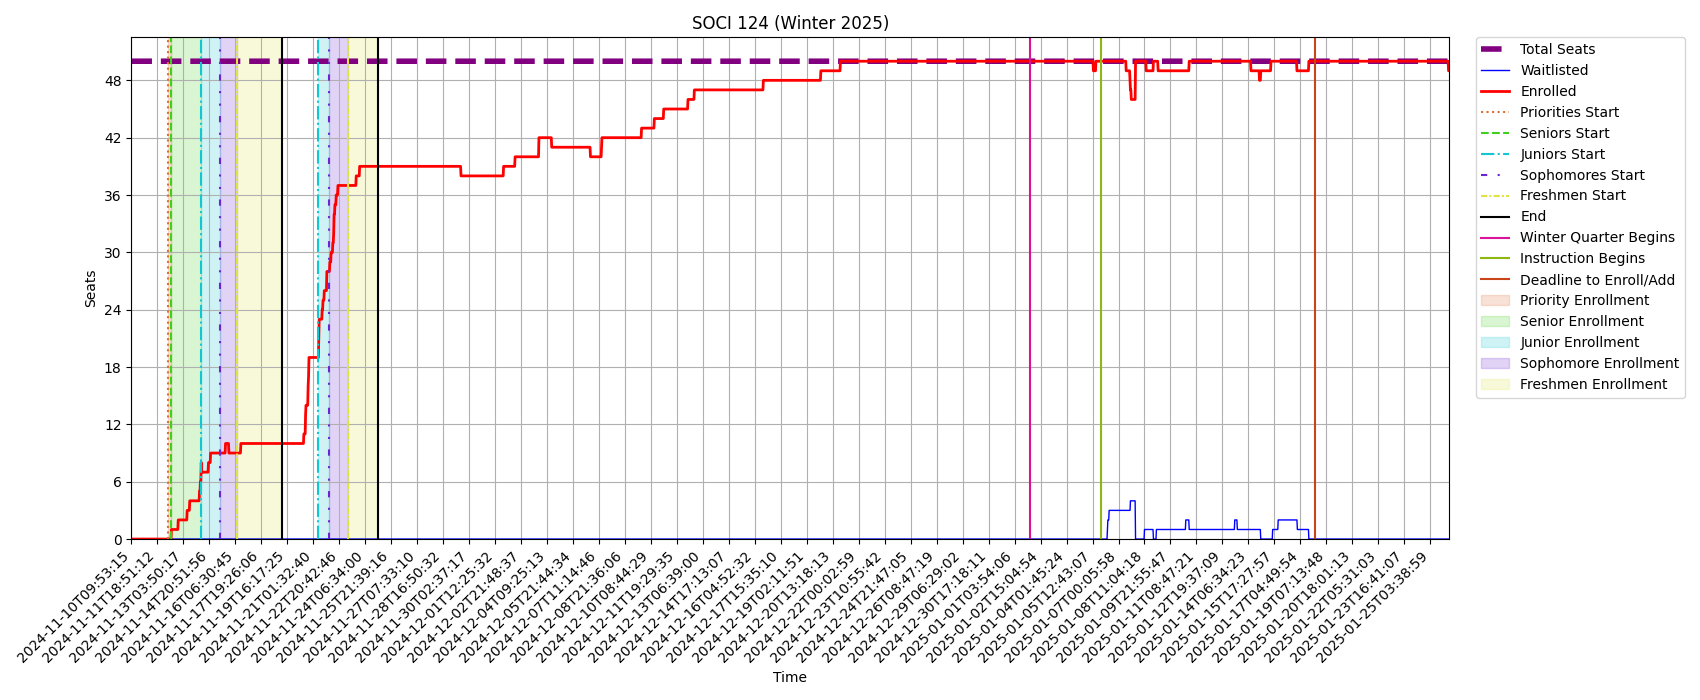 SOCI 124 (Winter 2025)
Seats
48
42
36
30
24
18
12
6
0
2024-11-10T09:53:15
2024-11-11T18:51:12
2024-11-13T03:50:17
2024-11-14T20:51:56
2024-11-16T06:30:45
2024-11-17T19:26:06
2024-11-19T16:17:25
2024-11-21T01:32:40
2024-11-22T20:42:46
2024-11-24T06:34:00
2024-11-25T21:39:16
2024-11-27T07:33:10
2024-11-28T16:50:32
2024-11-30T02:37:17
2024-12-01T12:25:32
2024-12-02T21:48:37
2024-12-04T09:25:13
2024-12-05T21:44:34
2024-12-07T11:14:46
2024-12-08T21:36:06
2024-12-10T08:44:29
2024-12-11T19:29:35
2024-12-13T06:39:00
2024-12-14T17:13:07
2024-12-16T04:52:32
2024-12-17T15:35:10
2024-12-19T02:11:51
2024-12-20T13:18:13
2024-12-22T00:02:59
2024-12-23T10:55:42
2024-12-24T21:47:05
2024-12-26T08:47:19
2024-12-29T06:29:02
2024-12-30T17:18:11
2025-01-01T03:54:06
2025-01-02T15:04:54
2025-01-04T01:45:24
2025-01-05T12:43:07
2025-01-07T00:05:58
2025-01-08T11:04:18
2025-01-09T21:55:47
2025-01-11T08:47:21
2025-01-12T19:37:09
2025-01-14T06:34:23
2025-01-15T17:27:57
2025-01-17T04:49:54
2025-01-19T07:13:48
2025-01-20T18:01:13
2025-01-22T05:31:03
2025-01-23T16:41:07
2025-01-25T03:38:59
Time
Total Seats
Waitlisted
Enrolled
Priorities Start
Seniors Start
Juniors Start
Sophomores Start
Freshmen Start
End
Winter Quarter Begins
Instruction Begins
Deadline to Enroll/Add
Priority Enrollment
Senior Enrollment
Junior Enrollment
Sophomore Enrollment
Freshmen Enrollment